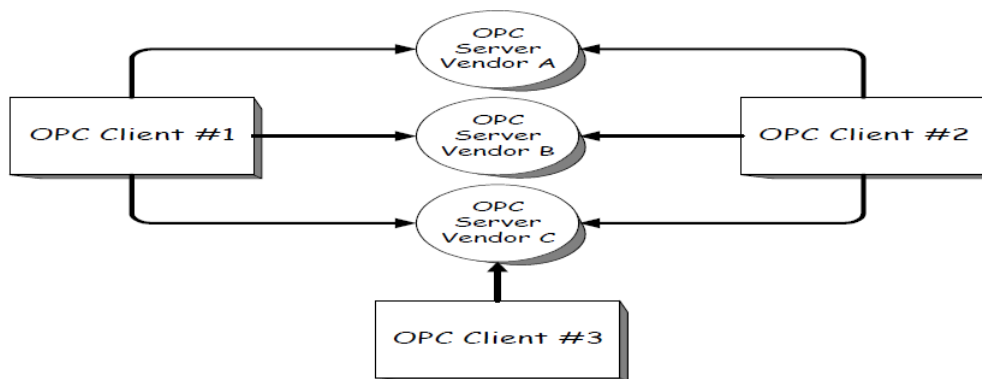 OPC
Server
Vendor A
OPC Client #1
OPC
Server
Vendor B
OPC Client #2
OPC
Server
Vendor C
OPC Client #3